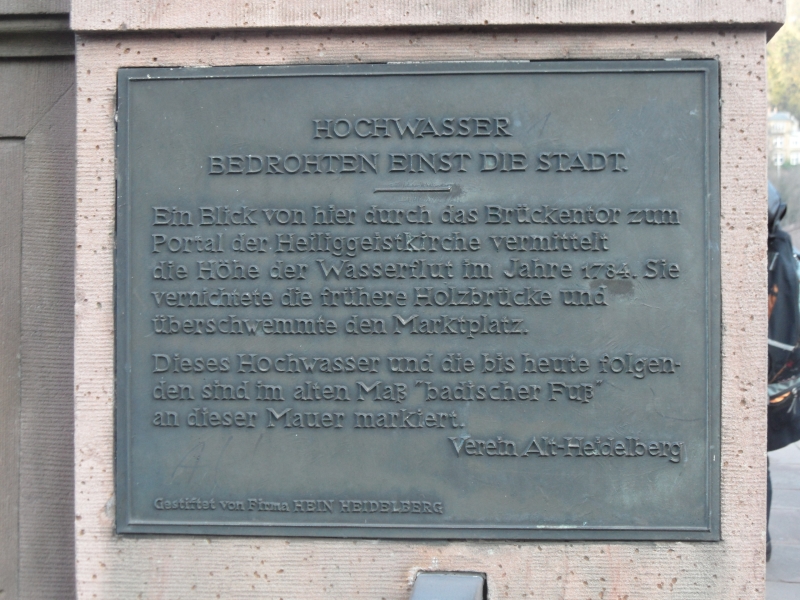 HOCHWASSER
BEDROHTEN EINST DIE STADT.
Ein Blick von hier durch das Brückentor zum
Portal der Heiliggeistkirche vermittelt
die Höhe der Wasserflut im Jahre 1784. Sie
vernichtete die frühere Holzbrücke und
überschwemmte den Marktplatz.
Dieses Hochwasser und die bis heute folgen-
den sind im alten Maß "badischer Fuß"
an dieser Mauer markiert.
Verein Alt-Heidelberg
Gestiftet von Firma HEIN HEIDELBERG